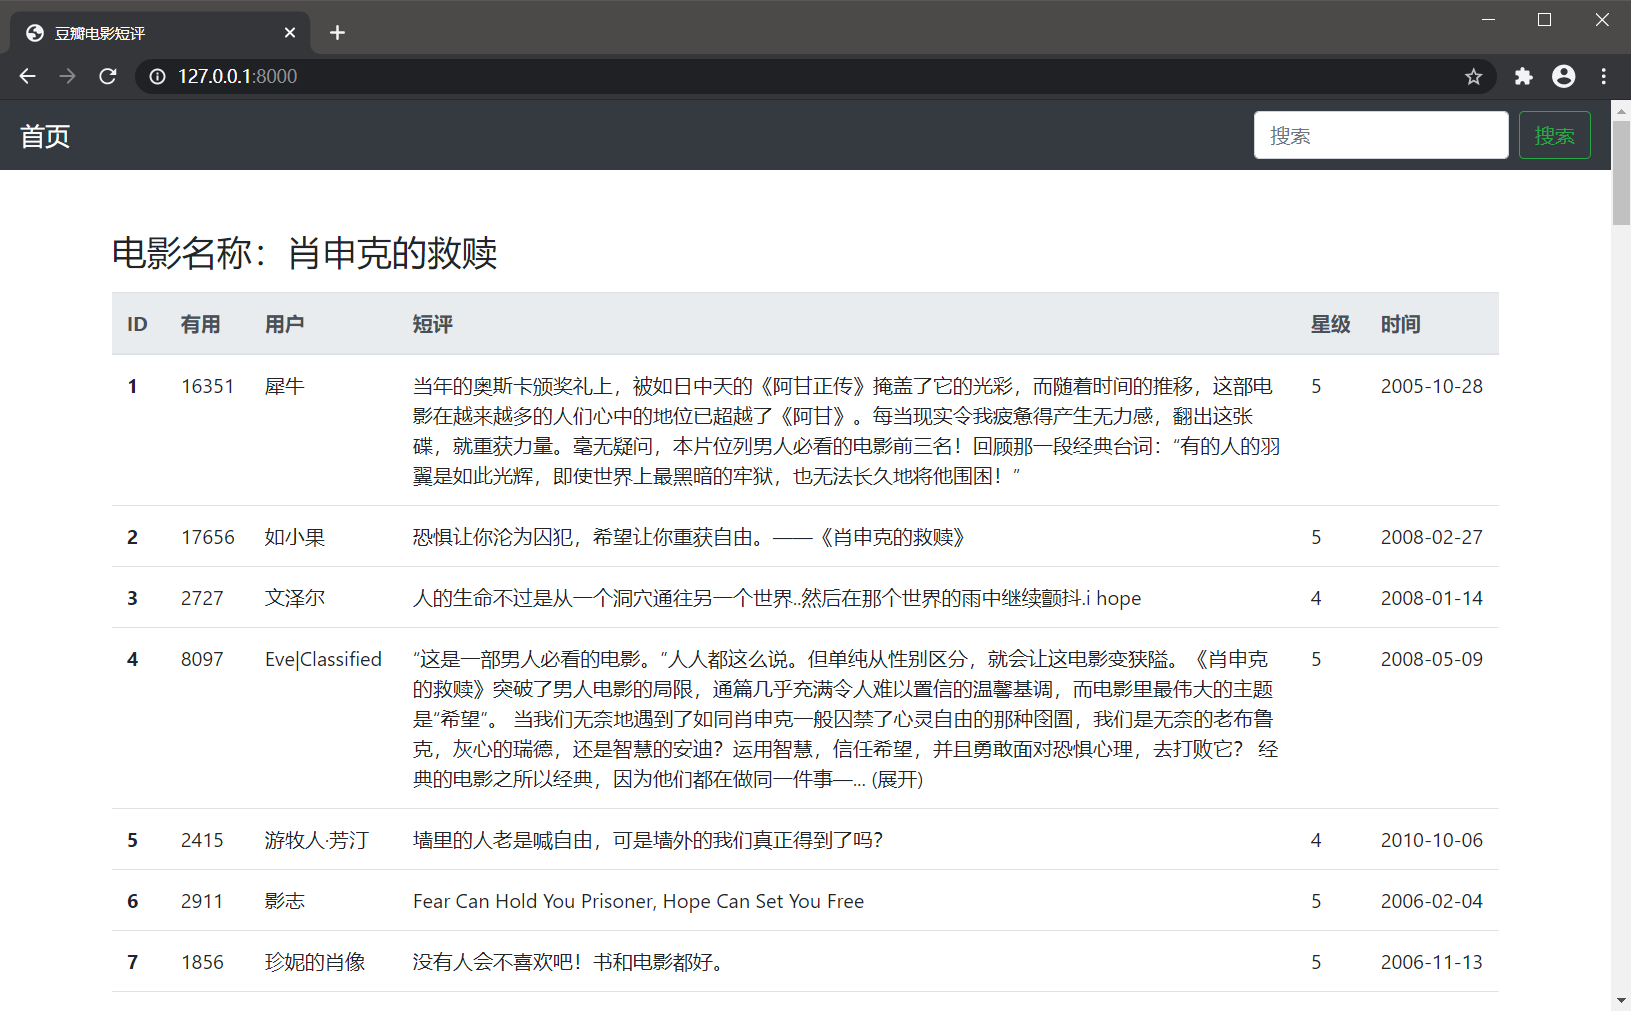 豆瓣电影短评
127.0.0.1:8000
首页
搜索
搜索
电影名称：肖申克的救赎
ID 有用 用户 短评 星级 时间
1 16351 犀牛 当年的奥斯卡颁奖礼上，被如日中天的《阿甘正传》掩盖了它的光彩，而随着时间的推移，这部电 5 2005-10-28
影在越来越多的人们心中的地位已超越了《阿甘》。每当现实令我疲惫得产生无力感，翻出这张
碟，就重获力量。毫无疑问，本片位列男人必看的电影前三名！回顾那一段经典台词：“有的人的羽
翼是如此光辉，即使世界上最黑暗的牢狱，也无法长久地将他围困！”
2 17656 如小果 恐惧让你沦为囚犯，希望让你重获自由。——《肖申克的救赎》 5 2008-02-27
3 2727 文泽尔 人的生命不过是从一个洞穴通往另一个世界..然后在那个世界的雨中继续颤抖.i hope 4 2008-01-14
4 8097 Eve|Classified “这是一部男人必看的电影。”人人都这么说。但单纯从性别区分，就会让这电影变狭隘。《肖申克 5 2008-05-09
的救赎》突破了男人电影的局限，通篇几乎充满令人难以置信的温馨基调，而电影里最伟大的主题
是“希望”。 当我们无奈地遇到了如同肖申克一般囚禁了心灵自由的那种囹圄，我们是无奈的老布鲁
克，灰心的瑞德，还是智慧的安迪？运用智慧，信任希望，并且勇敢面对恐惧心理，去打败它？ 经
典的电影之所以经典，因为他们都在做同一件事—... (展开)
5 2415 游牧人·芳汀 墙里的人老是喊自由，可是墙外的我们真正得到了吗？ 4 2010-10-06
6 2911 影志 Fear Can Hold You Prisoner, Hope Can Set You Free 5 2006-02-04
7 1856 珍妮的肖像 没有人会不喜欢吧！书和电影都好。 5 2006-11-13